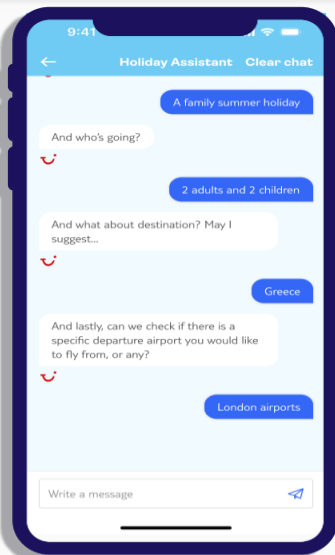 9:41
Holiday Assistant Clear chat
A family summer holiday
And who's going?
2 adults and 2 children
And what about destination? May I
suggest...
Greece
And lastly, can we check if there is a
specific departure airport you would like
to fly from, or any?
London airports
Write a message